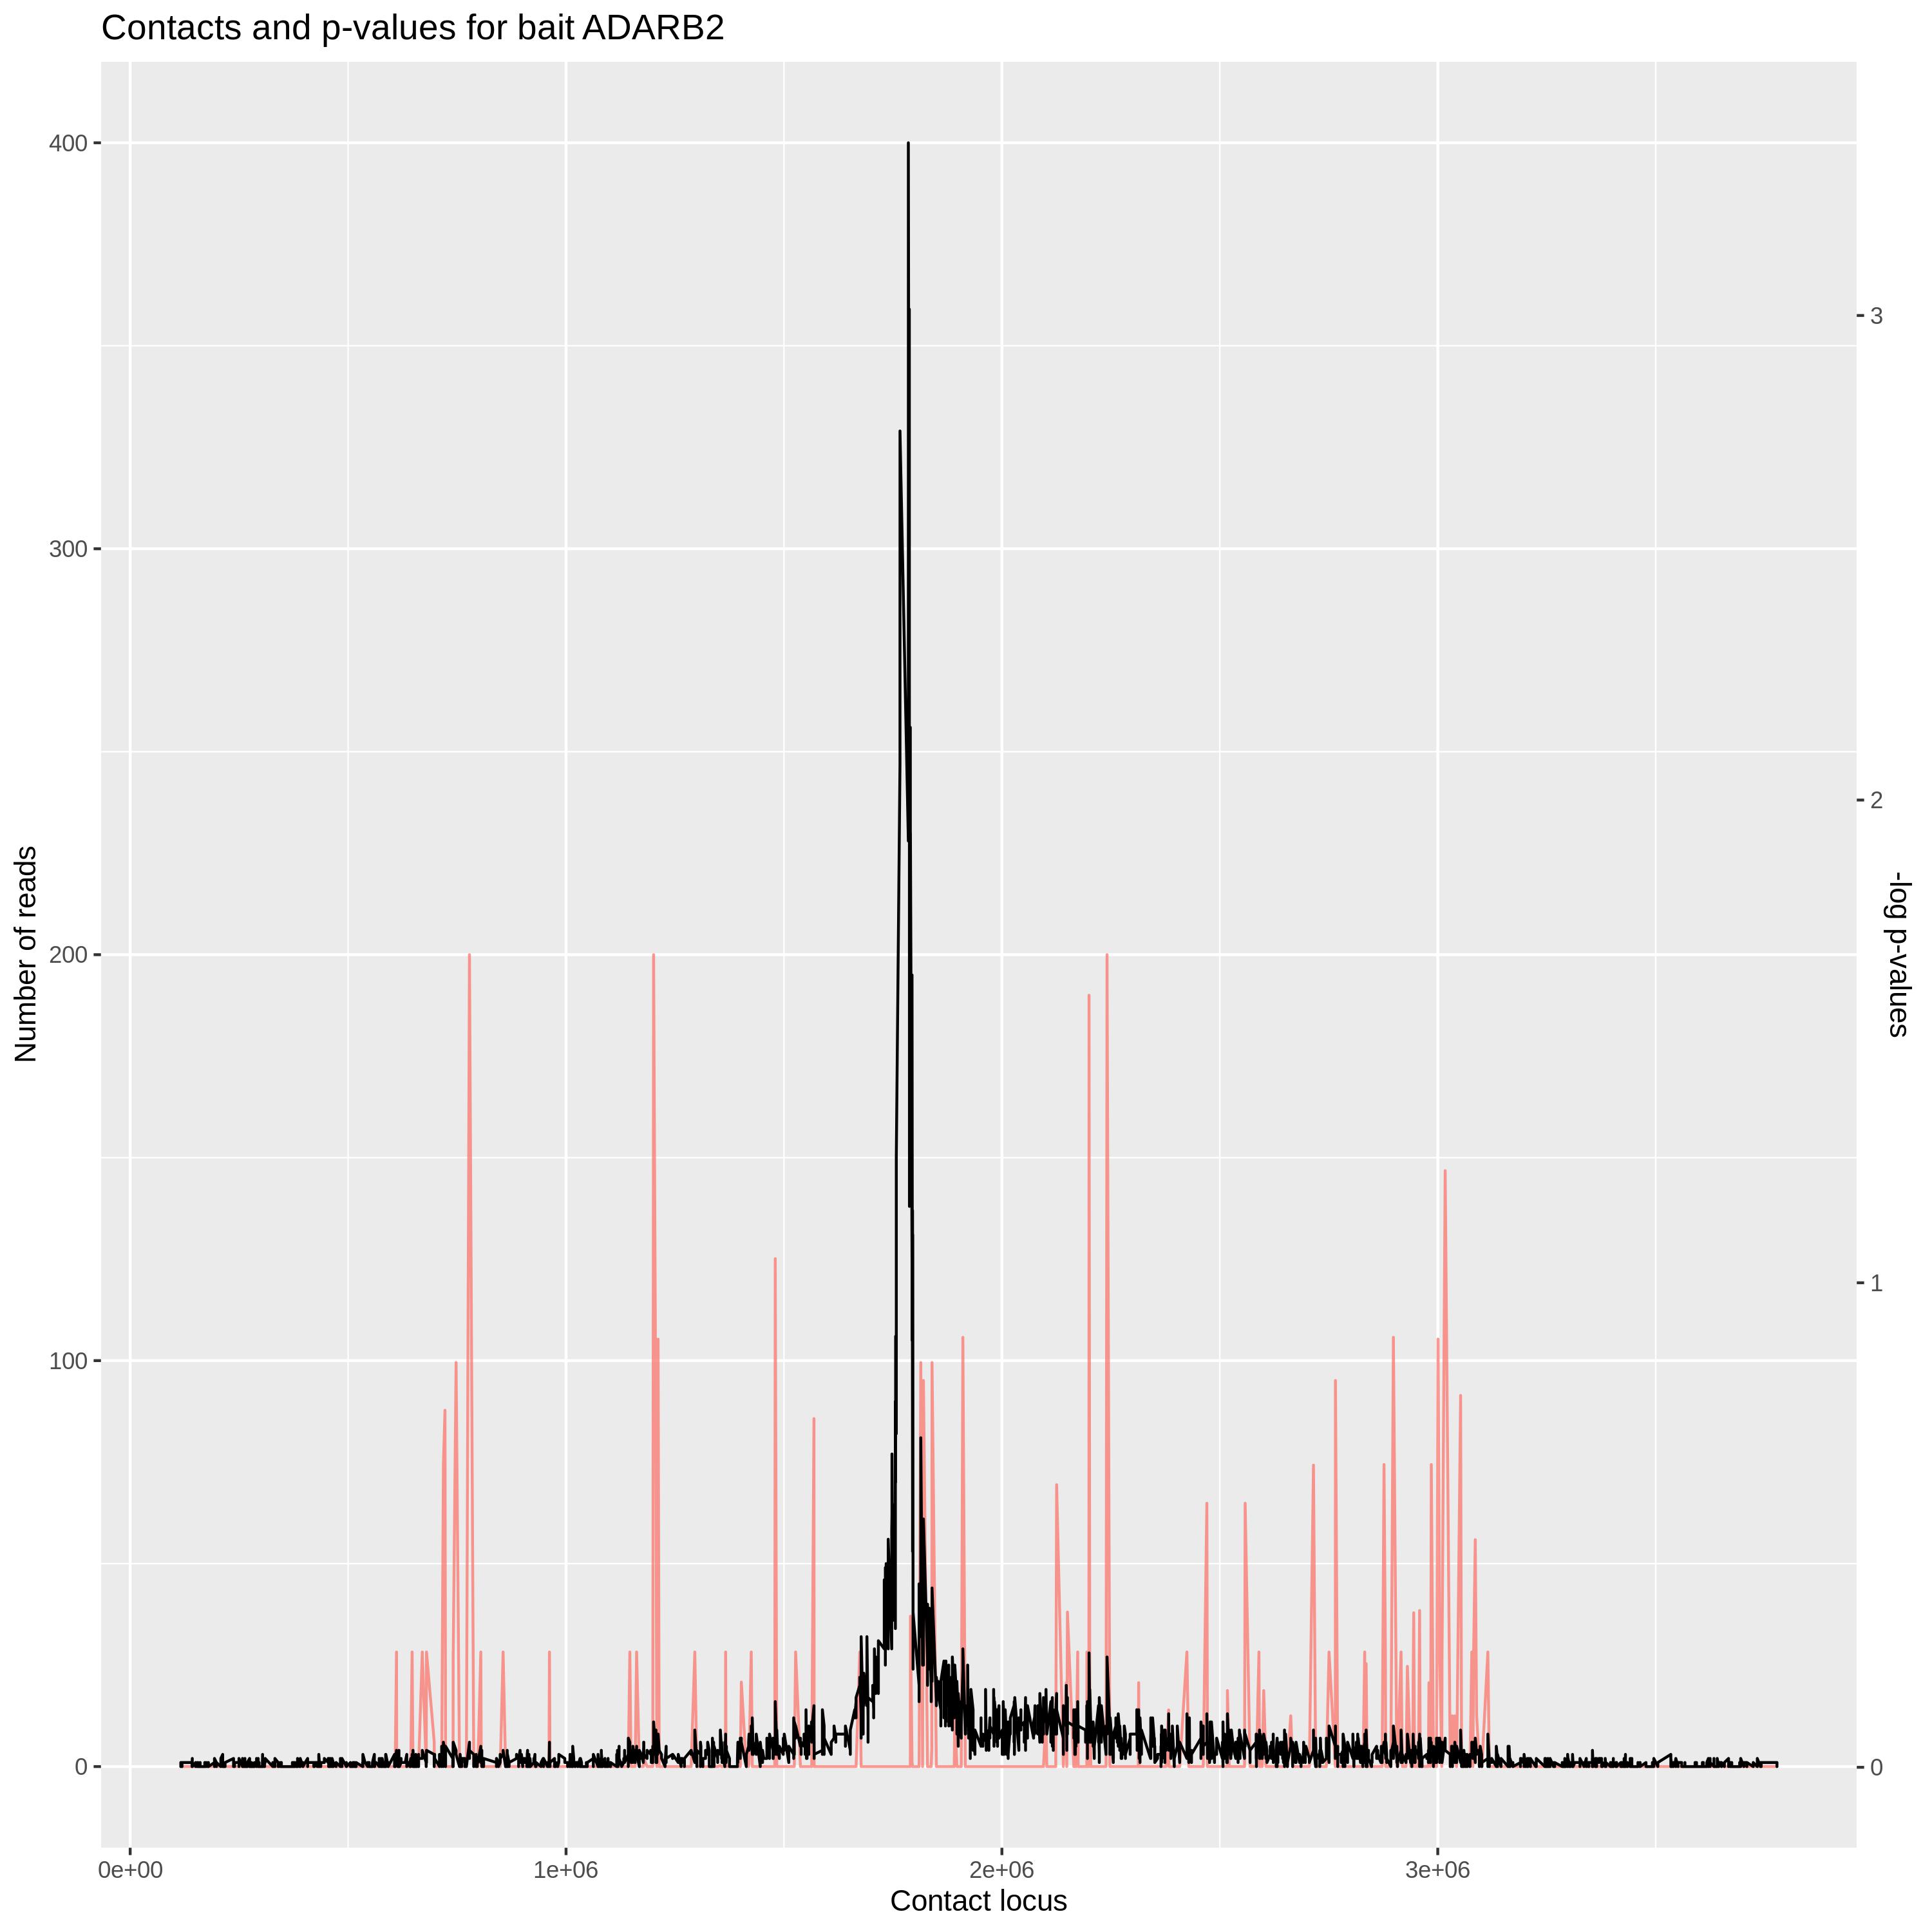 Contacts and p-values for bait ADARB2
400
300
200
100
0
3
2
1
0
Number of reads
-log p-values
0e+00
1e+06
2e+06
3e+06
Contact locus